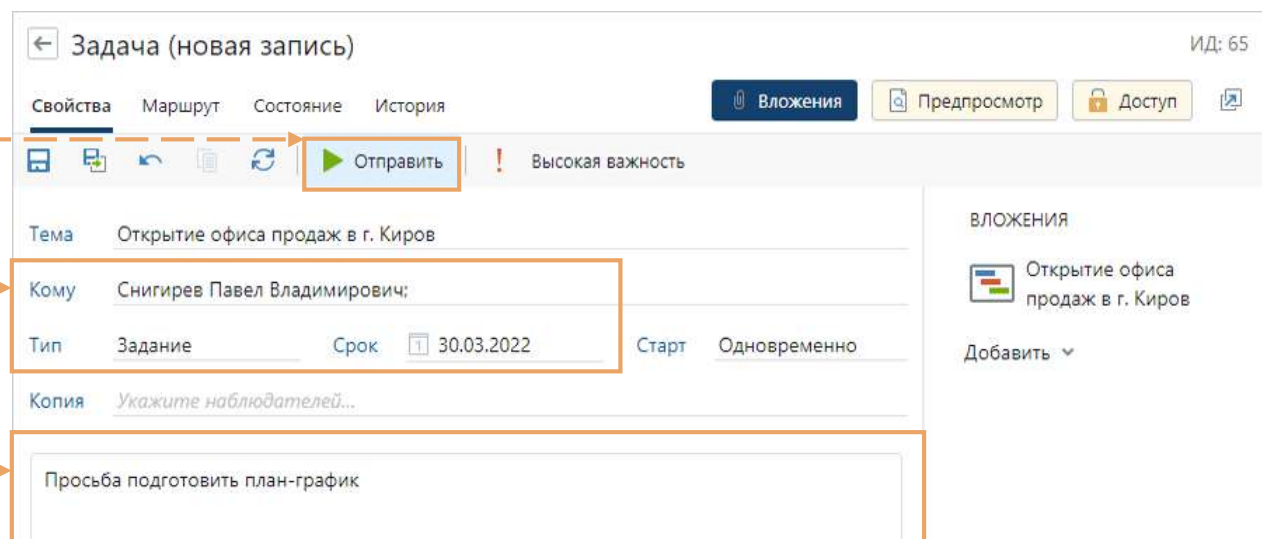 Задача (новая запись) ИД: 65
Свойства Маршрут Состояние История Вложения Предпросмотр Доступ
Отправить ! Высокая важность
Тема Открытие офиса продаж в г. Киров
ВЛОЖЕНИЯ
Открытие офиса
продаж в г. Киров
Кому Снигирев Павел Владимирович;
Тип Задание Срок 1 30.03.2022 Старт Одновременно
Добавить
Копия Укажите наблюдателей...
Просьба подготовить план-график